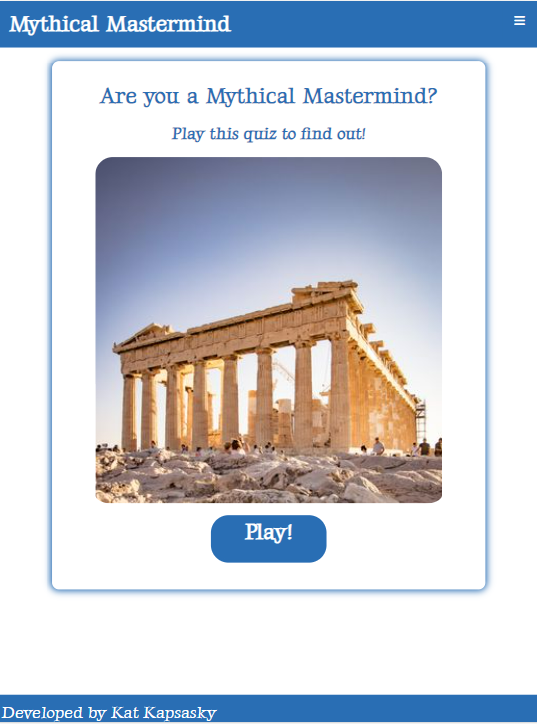 Mythical Mastermind
Are you a Mythical Mastermind?
Play this quiz to find out!
Play!
Developed by Kat Kapsasky